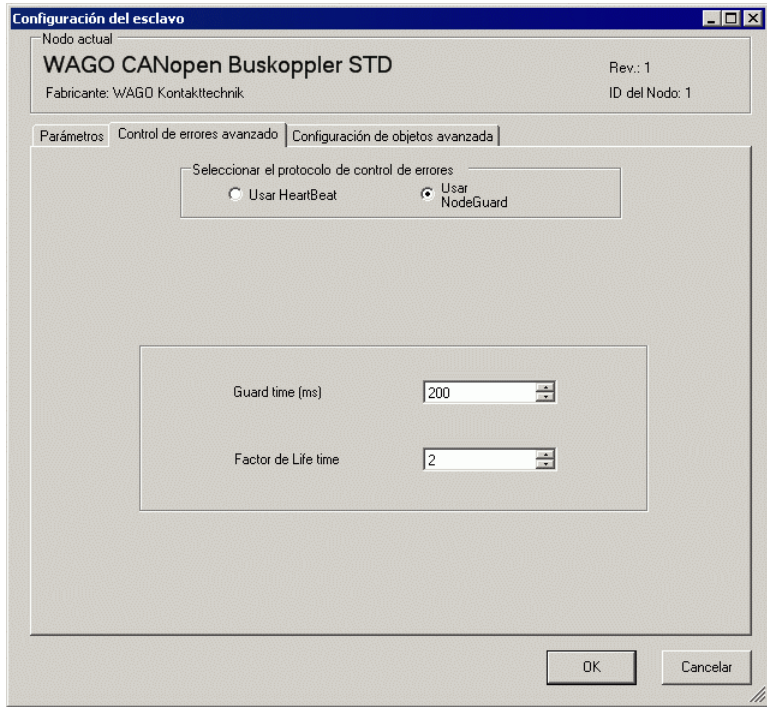 Configuración del esclavo
Nodo actual
WAGO CANopen Buskoppler STD
Rev.: 1
Fabricante: WAGO Kontakttechnik
ID del Nodo: 1
Parámetros
Control de errores avanzado
Configuración de objetos avanzada
Seleccionar el protocolo de control de errores
Usar HeartBeat
Usar
NodeGuard
Guard time (ms)
200
Factor de Life time
2
OK
Cancelar